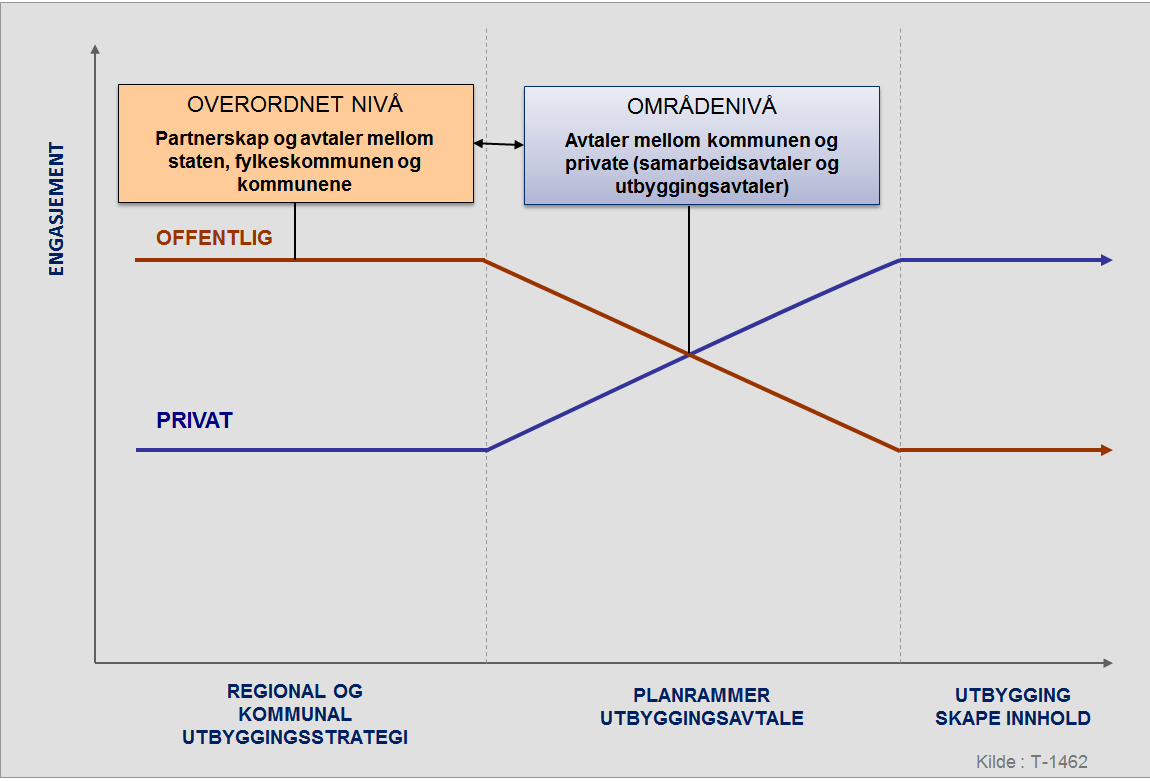 OVERORDNET NIVÅ
Partnerskap og avtaler mellom
staten, fylkeskommunen og
kommunene
OMRÅDENIVÅ
Avtaler mellom kommunen og
private (samarbeidsavtaler og
utbyggingsavtaler)
ENGASJEMENT
OFFENTLIG
PRIVAT
REGIONAL OG
KOMMUNAL
UTBYGGINGSSTRATEGI
PLANRAMMER
UTBYGGINGSAVTALE
UTBYGGING
SKAPE INNHOLD
Kilde : T-1462